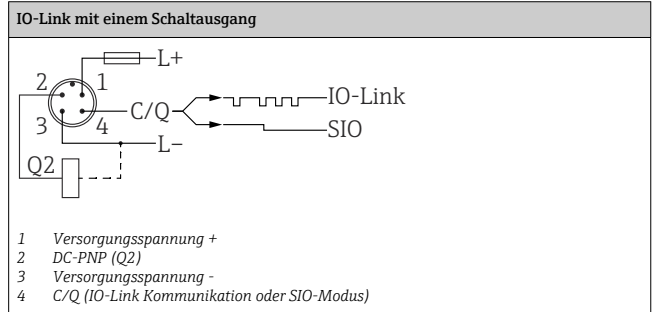 IO-Link mit einem Schaltausgang
L+
2 1
C/Q IO-Link
3 4
SIO
L−
Q2
1 Versorgungsspannung +
2 DC-PNP (Q2)
3 Versorgungsspannung -
4 C/Q (IO-Link Kommunikation oder SIO-Modus)